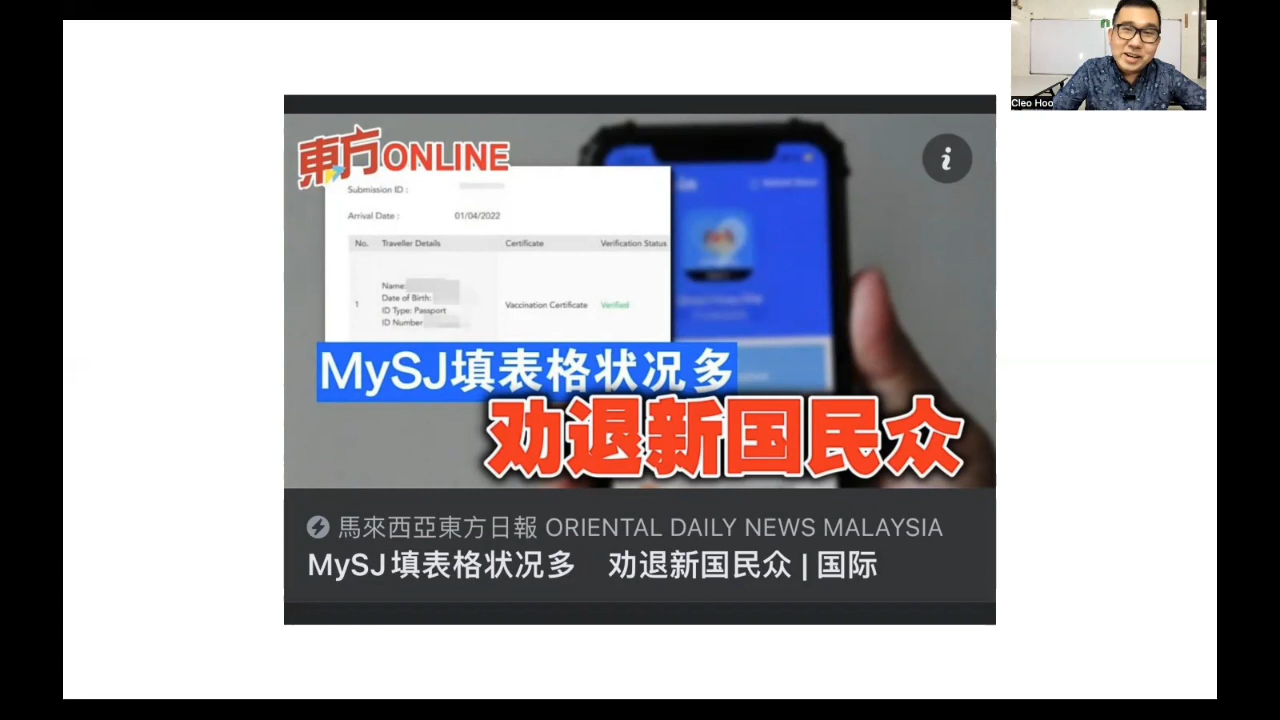 Cleo Hoo
東方ONLINE
Submission ID :
Arrival Date : 01/04/2022
No. Traveller Details Certificate Verification Status
Name:
Date of Birth:
1 ID Type: Passport Vaccination Certificate Verified
ID Number
MySJ填表格状况多
劝退新国民众
馬來西亞東方日報 ORIENTAL DAILY NEWS MALAYSIA
MySJ填表格状况多 劝退新国民众 | 国际